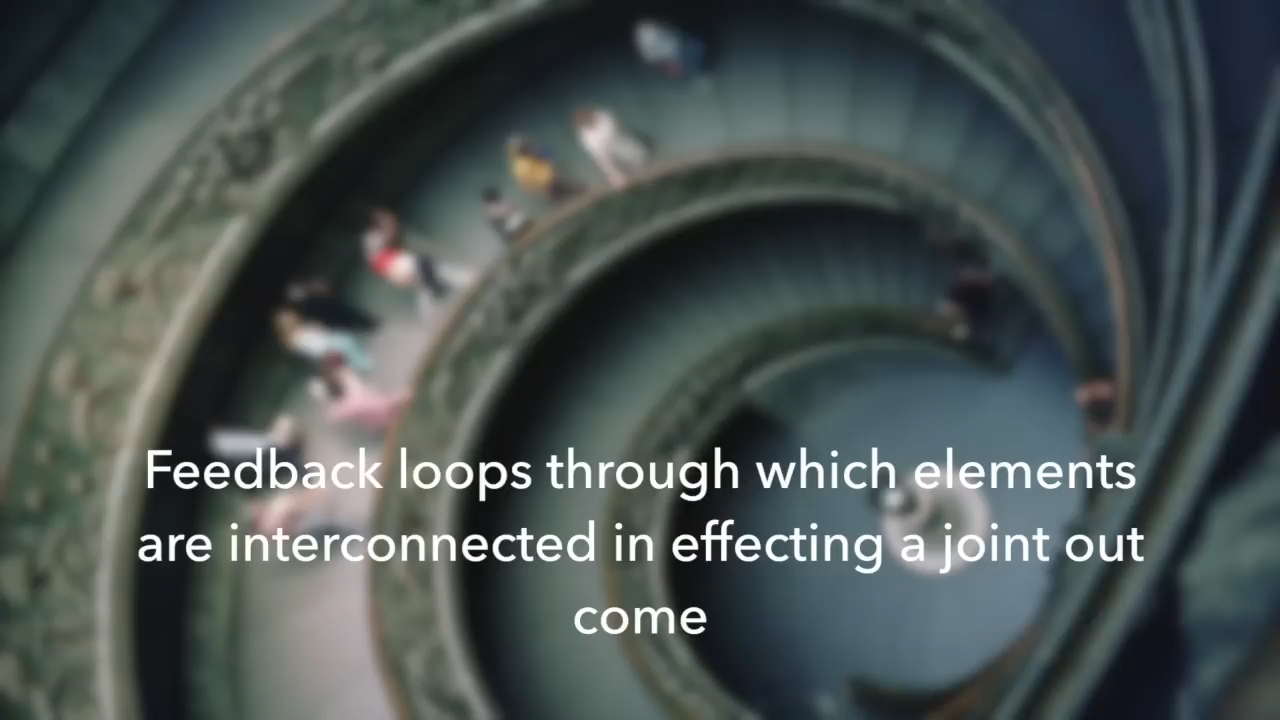 Feedback loops through which elements
are interconnected in effecting a joint out
come